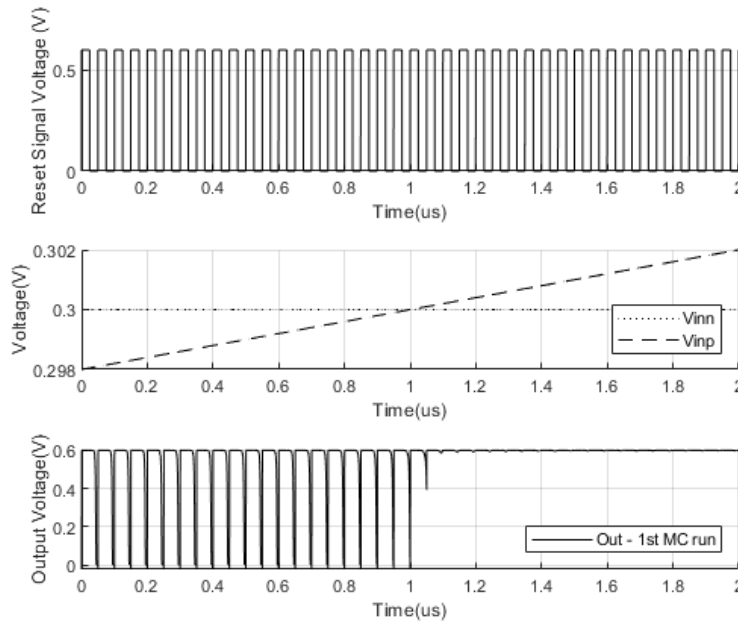 Reset Signal Voltage (V)
0.5
0
0 0.2 0.4 0.6 0.8 1 1.2 1.4 1.6 1.8 2
Time(us)
Voltage(V)
0.302
0.3
0.298
Vinn
Vinp
0 0.2 0.4 0.6 0.8 1 1.2 1.4 1.6 1.8 2
Time(us)
Output Voltage(V)
0.6
0.4
0.2
0
Out - 1st MC run
0 0.2 0.4 0.6 0.8 1 1.2 1.4 1.6 1.8 2
Time(us)